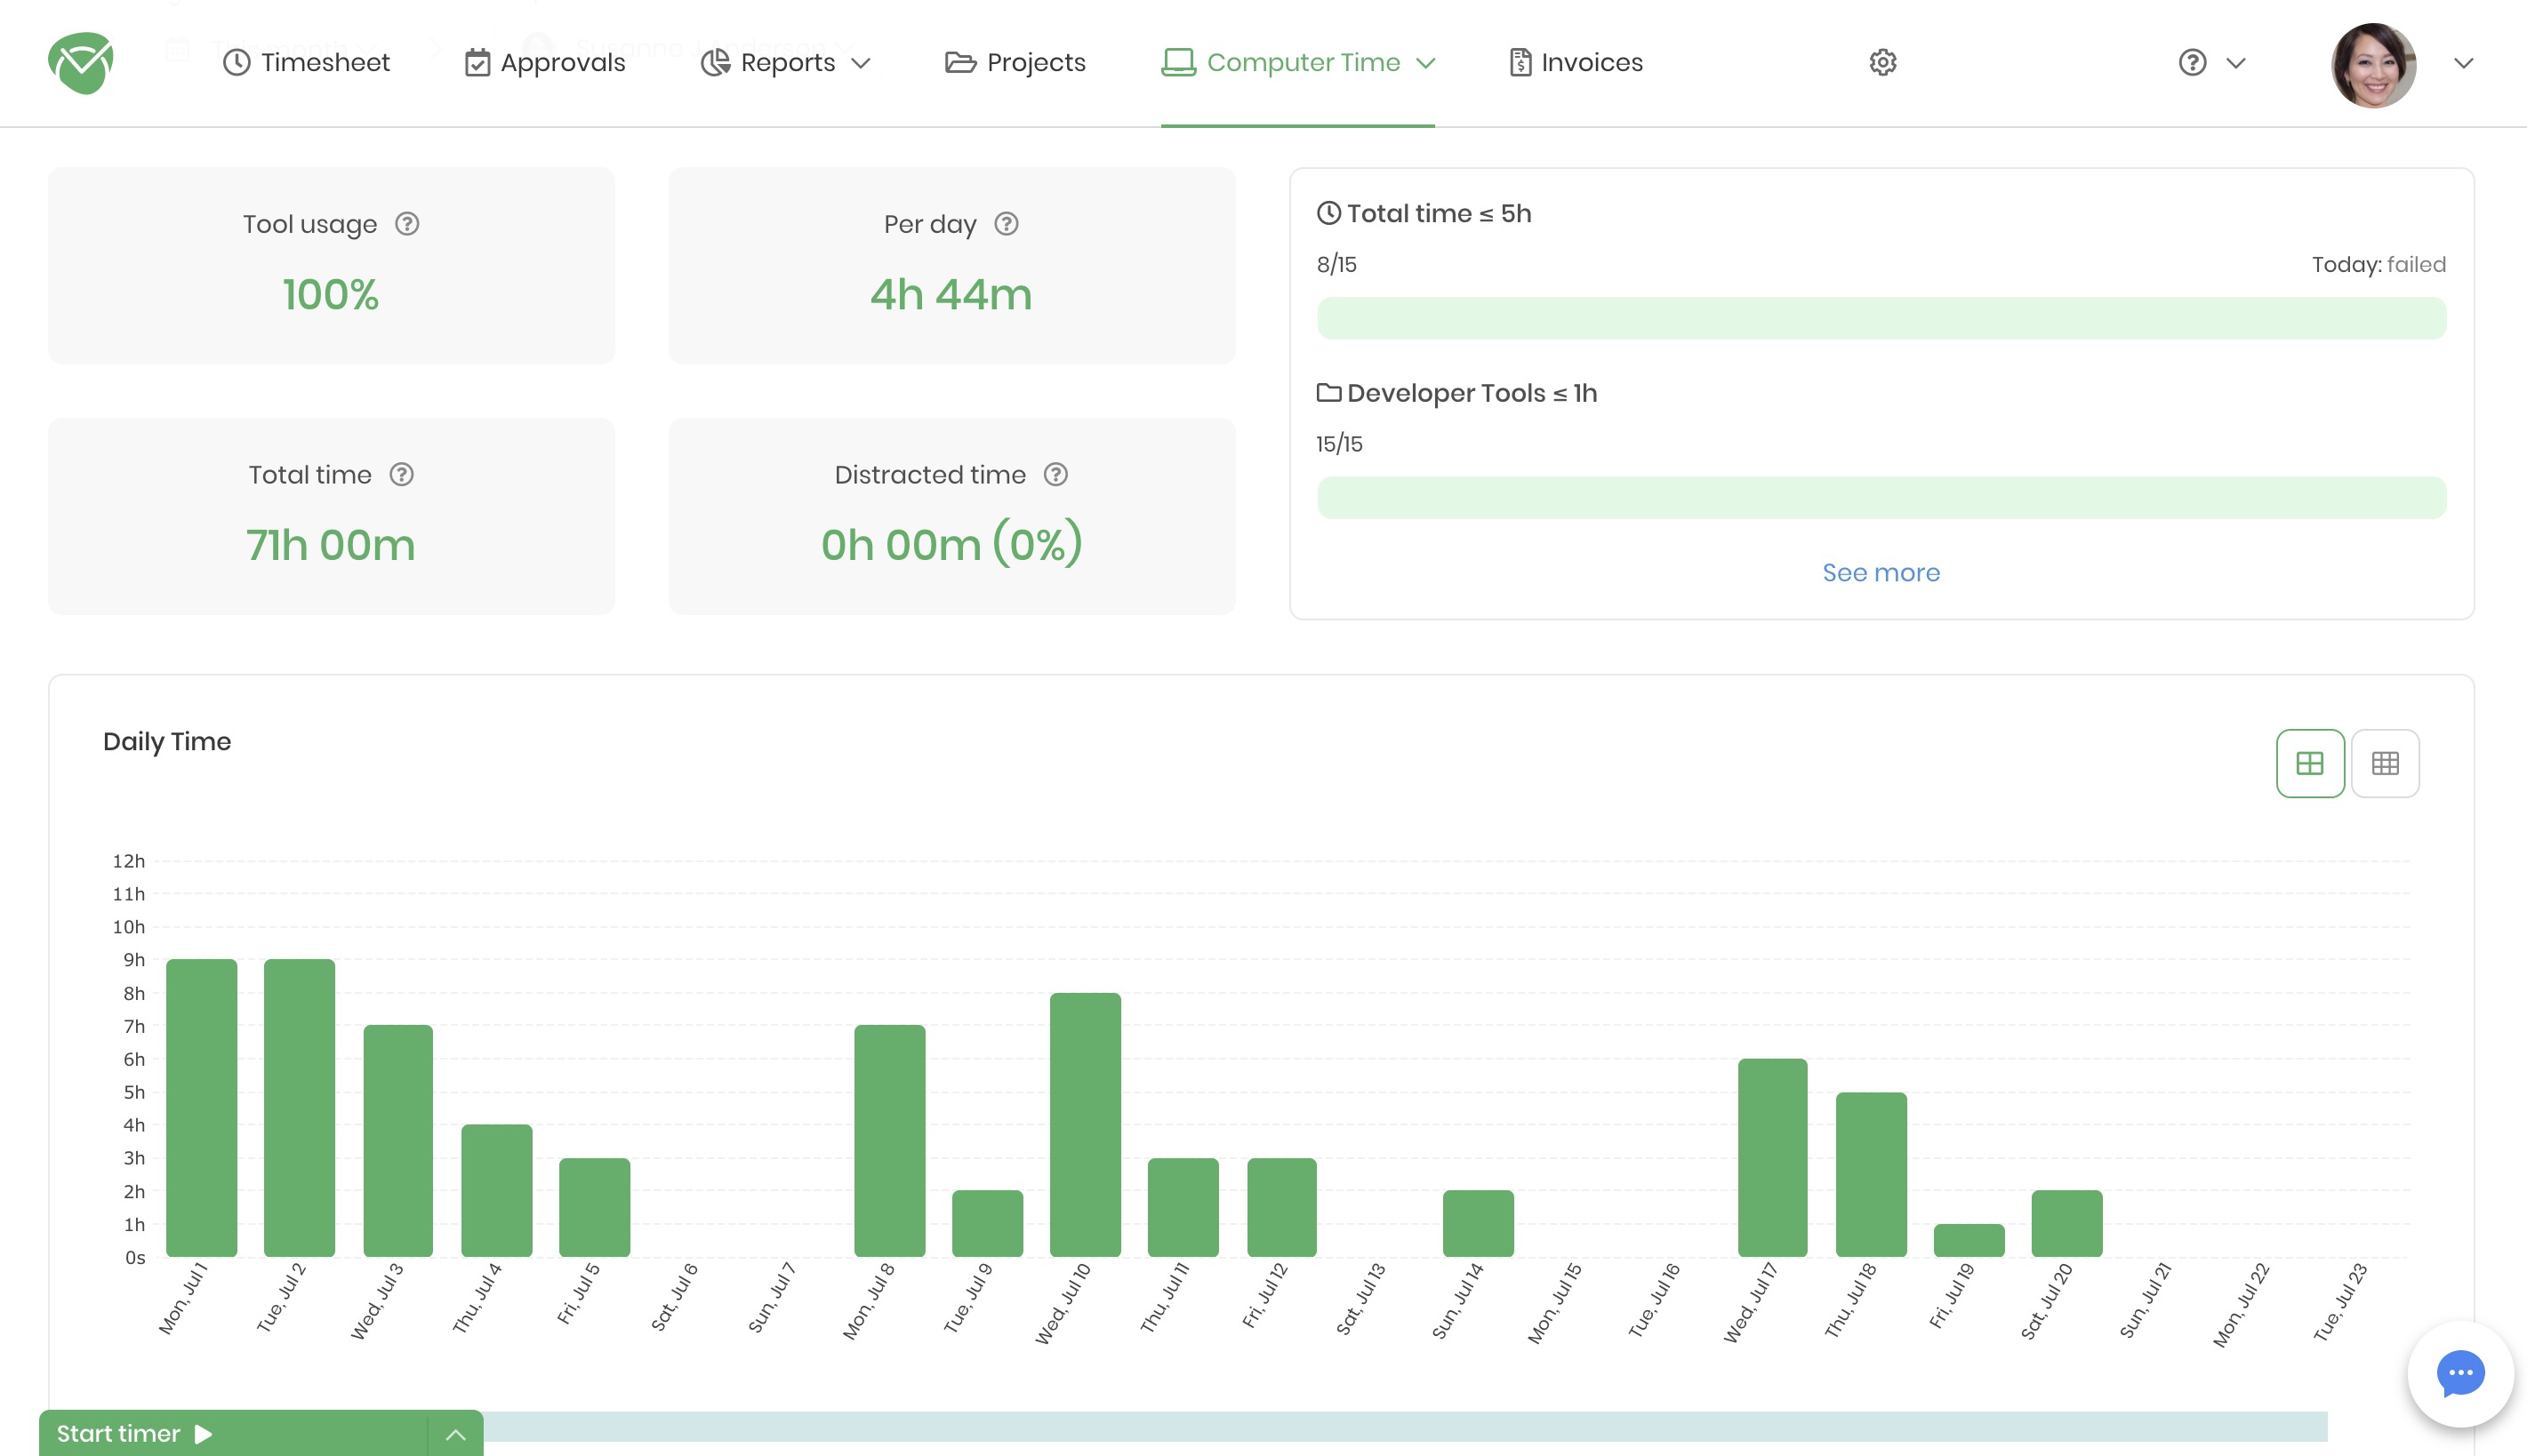 Timesheet
Approvals
Reports
Projects
Computer Time
Invoices
Tool usage
100%
Per day
4h 44m
Total time
71h 00m
Distracted time
0h 00m (0%)
Total time ≤ 5h
8/15
Today: failed
Developer Tools ≤ 1h
15/15
See more
Daily Time
12h
11h
10h
9h
8h
7h
6h
5h
4h
3h
2h
1h
0s
Mon, Jul 1
Tue, Jul 2
Wed, Jul 3
Thu, Jul 4
Fri, Jul 5
Sat, Jul 6
Sun, Jul 7
Mon, Jul 8
Tue, Jul 9
Wed, Jul 10
Thu, Jul 11
Fri, Jul 12
Sat, Jul 13
Sun, Jul 14
Mon, Jul 15
Tue, Jul 16
Wed, Jul 17
Thu, Jul 18
Fri, Jul 19
Sat, Jul 20
Sun, Jul 21
Mon, Jul 22
Tue, Jul 23
Start timer